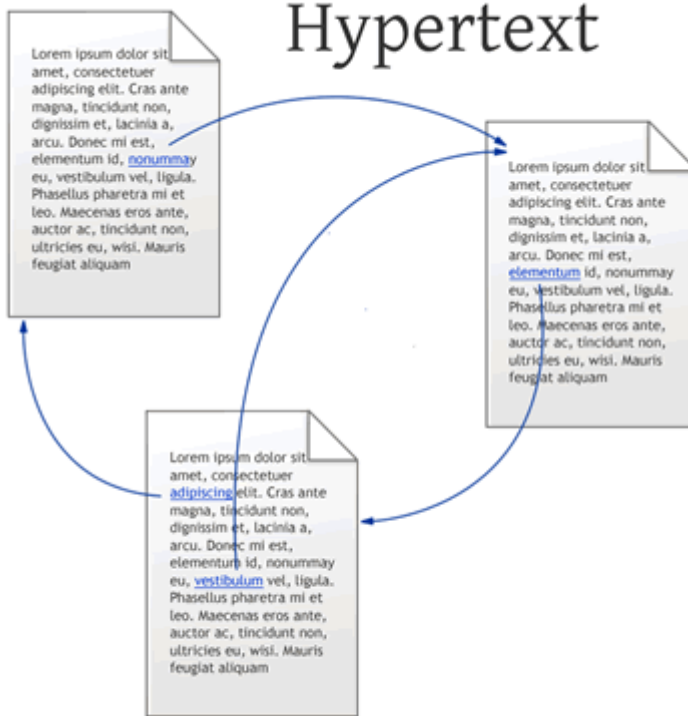 Hypertext
Lorem ipsum dolor sit
amet, consectetuer
adipiscing elit. Cras ante
magna, tincidunt non,
dignissim et, lacinia a,
arcu. Donec mi est,
elementum id, nonummay
eu, vestibulum vel, ligula.
Phasellus pharetra mi et
leo. Maecenas eros ante,
auctor ac, tincidunt non,
ultricies eu, wisi. Mauris
feugiat aliquam
Lorem ipsum dolor sit
amet, consectetuer
adipiscing elit. Cras ante
magna, tincidunt non,
dignissim et, lacinia a,
arcu. Donec mi est,
elementum id, nonummay
eu, vestibulum vel, ligula.
Phasellus pharetra mi et
leo. Maecenas eros ante,
auctor ac, tincidunt non,
ultricies eu, wisi. Mauris
feugiat aliquam
Lorem ipsum dolor sit
amet, consectetuer
adipiscing elit. Cras ante
magna, tincidunt non,
dignissim et, lacinia a,
arcu. Donec mi est,
elementum id, nonummay
eu, vestibulum vel, ligula.
Phasellus pharetra mi et
leo. Maecenas eros ante,
auctor ac, tincidunt non,
ultricies eu, wisi. Mauris
feugiat aliquam